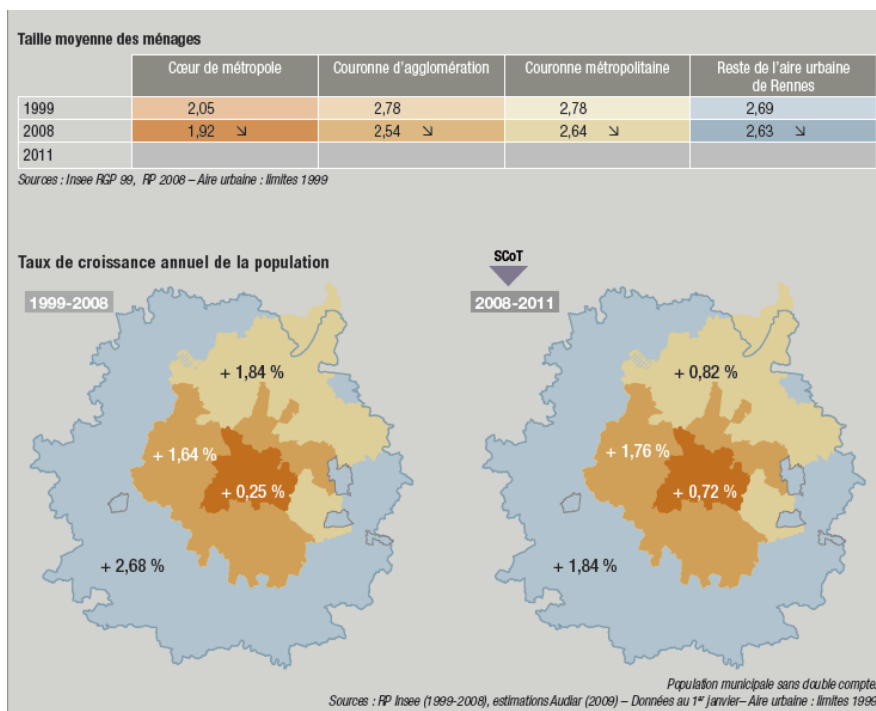 Taille moyenne des ménages
Cœur de métropole Couronne d'agglomération Couronne métropolitaine Reste de l'aire urbaine
de Rennes
1999 2,05 2,78 2,78 2,69
2008 1,92 ↘ 2,54 ↘ 2,64 ↘ 2,63 ↘
2011
Sources : Insee RGP 99, RP 2008 – Aire urbaine : limites 1999
Taux de croissance annuel de la population
SCoT
1999-2008
2008-2011
+ 1,84 %
+ 1,64 %
+ 0,25 %
+ 2,68 %
+ 0,82 %
+ 1,76 %
+ 0,72 %
+ 1,84 %
Population municipale sans double compte.
Sources : RP Insee (1999-2008), estimations Audiar (2009) – Données au 1er janvier– Aire urbaine : limites 1999